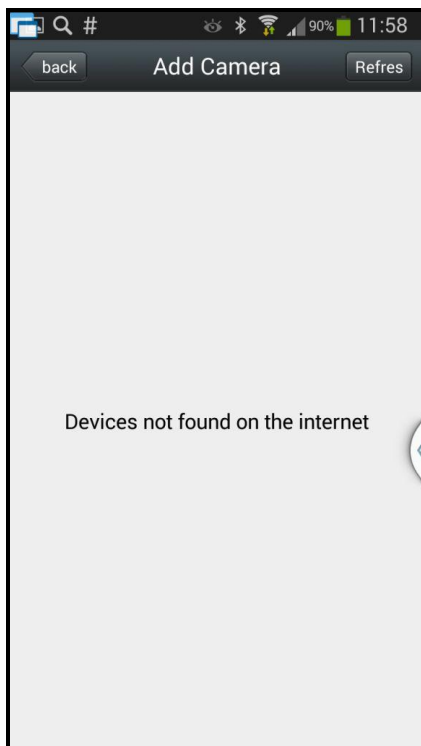 # 90% 11:58
back Add Camera Refres
Devices not found on the internet